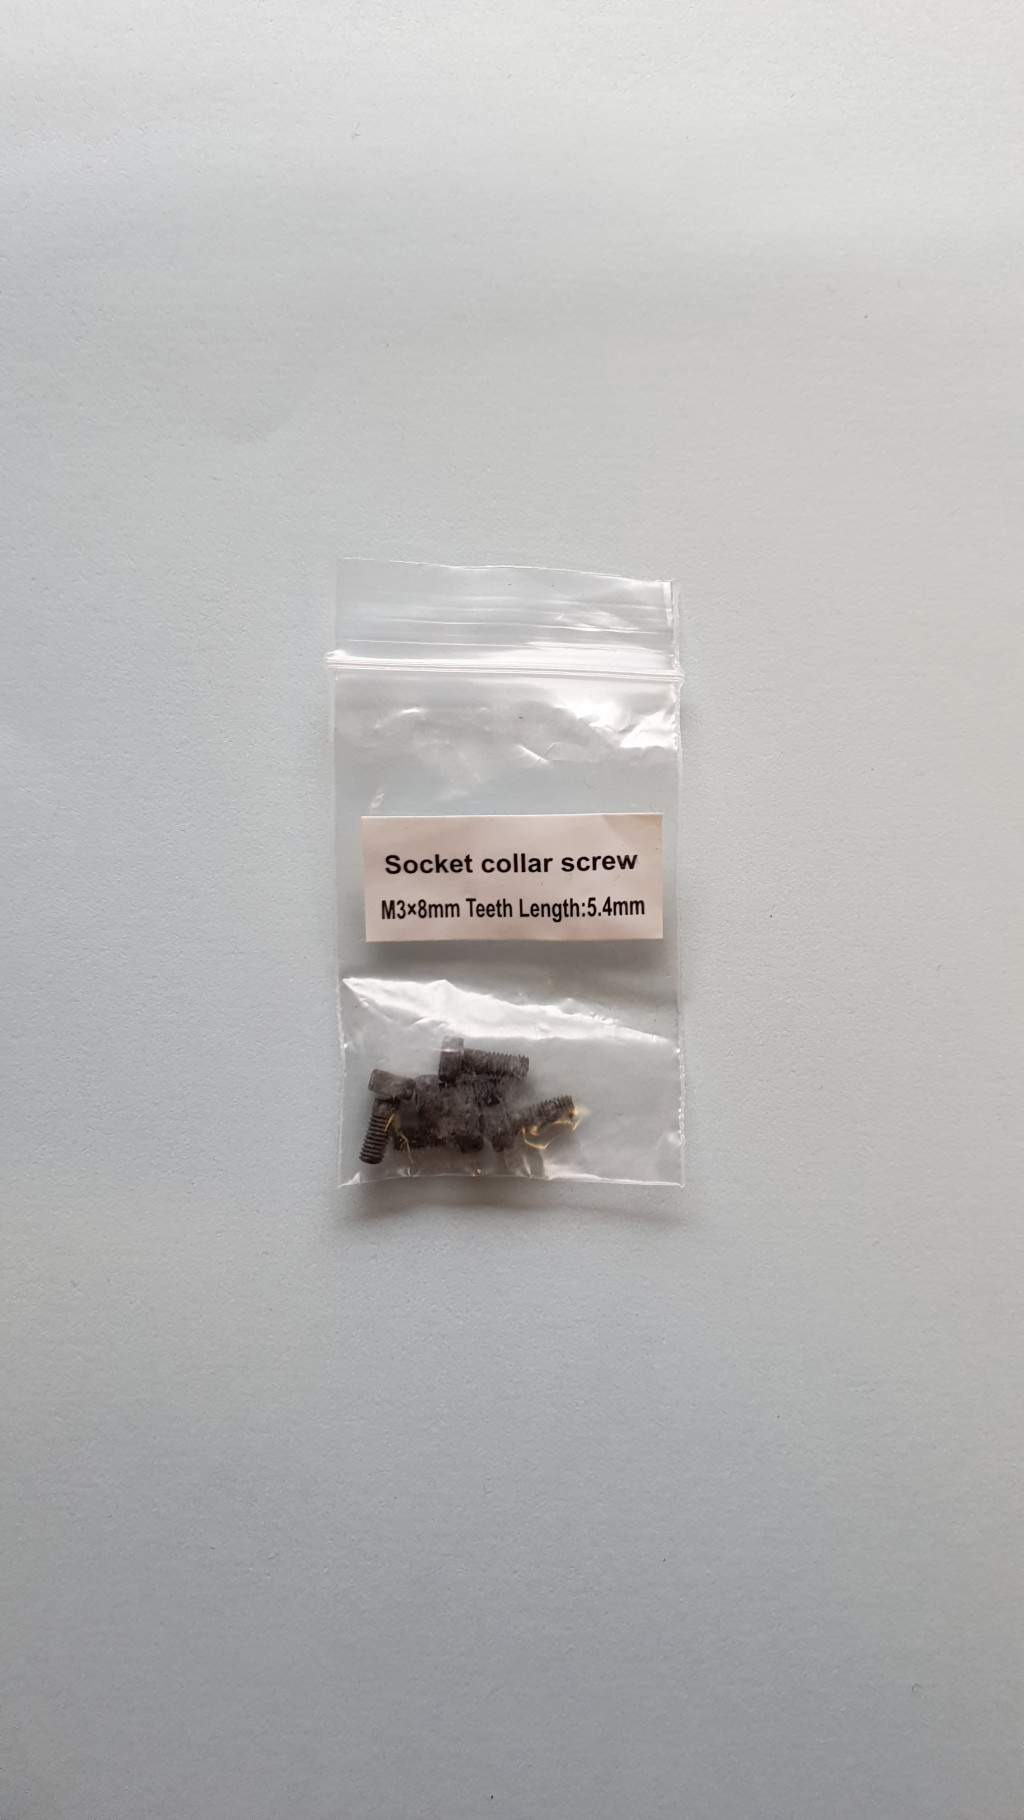 Socket collar screw
M3×8mm Teeth Length:5.4mm